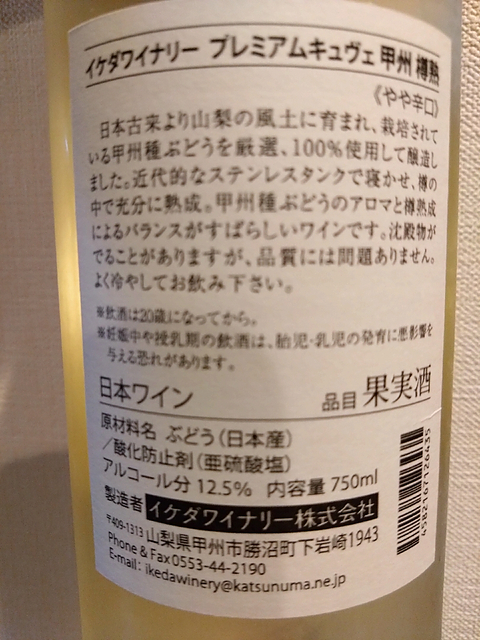 イケダワイナリー プレミアムキュヴェ 甲州 樽熟
《やや辛口》
日本古来より山梨の風土に育まれ、栽培されて
いる甲州種ぶどうを厳選、100%使用して醸造し
ました。近代的なステンレスタンクで寝かせ、樽の
中で充分に熟成。甲州種ぶどうのアロマと樽熟成
によるバランスがすばらしいワインです。沈殿物が
でることがありますが、品質には問題ありません。
よく冷やしてお飲み下さい。
※飲酒は20歳になってから。
※妊娠中や授乳期の飲酒は、胎児・乳児の発育に悪影響を
与える恐れがあります。
日本ワイン 品目 果実酒
原材料名 ぶどう(日本産)
/酸化防止剤(亜硫酸塩)
アルコール分 12.5% 内容量 750ml
製造者 イケダワイナリー株式会社
〒409-1313 山梨県甲州市勝沼町下岩崎1943
Phone & Fax 0553-44-2190
E-mail: ikedawinery@katsunuma.ne.jp
4582167126435